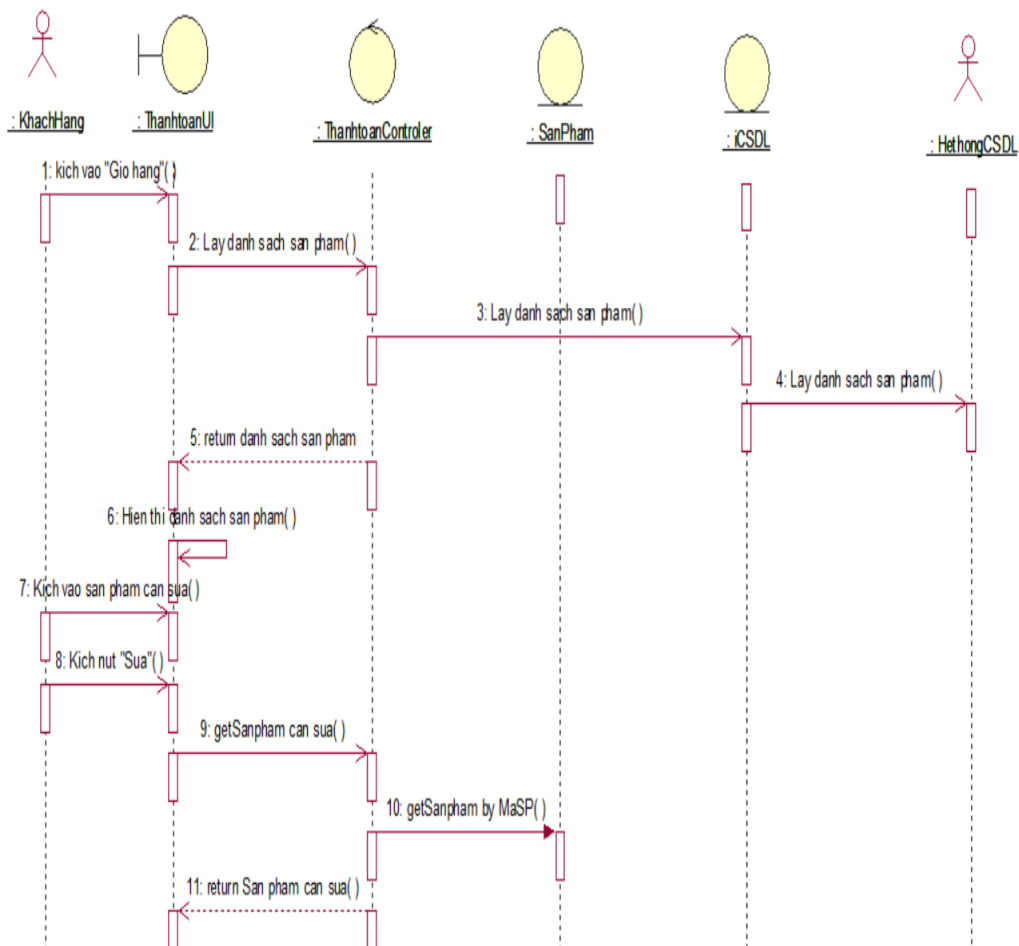 : KhachHang
: ThanhtoanUI
: ThanhtoanControler
: SanPham
: iCSDL
: HethongCSDL
1: kich vao "Gio hang"( )
2: Lay danh sach san pham( )
3: Lay danh sach san pham( )
4: Lay danh sach san pham( )
5: return danh sach san pham
6: Hien thi danh sach san pham( )
7: Kich vao san pham can sua( )
8: Kich nut "Sua"( )
9: getSanpham can sua( )
10: getSanpham by MaSP( )
11: return San pham can sua( )